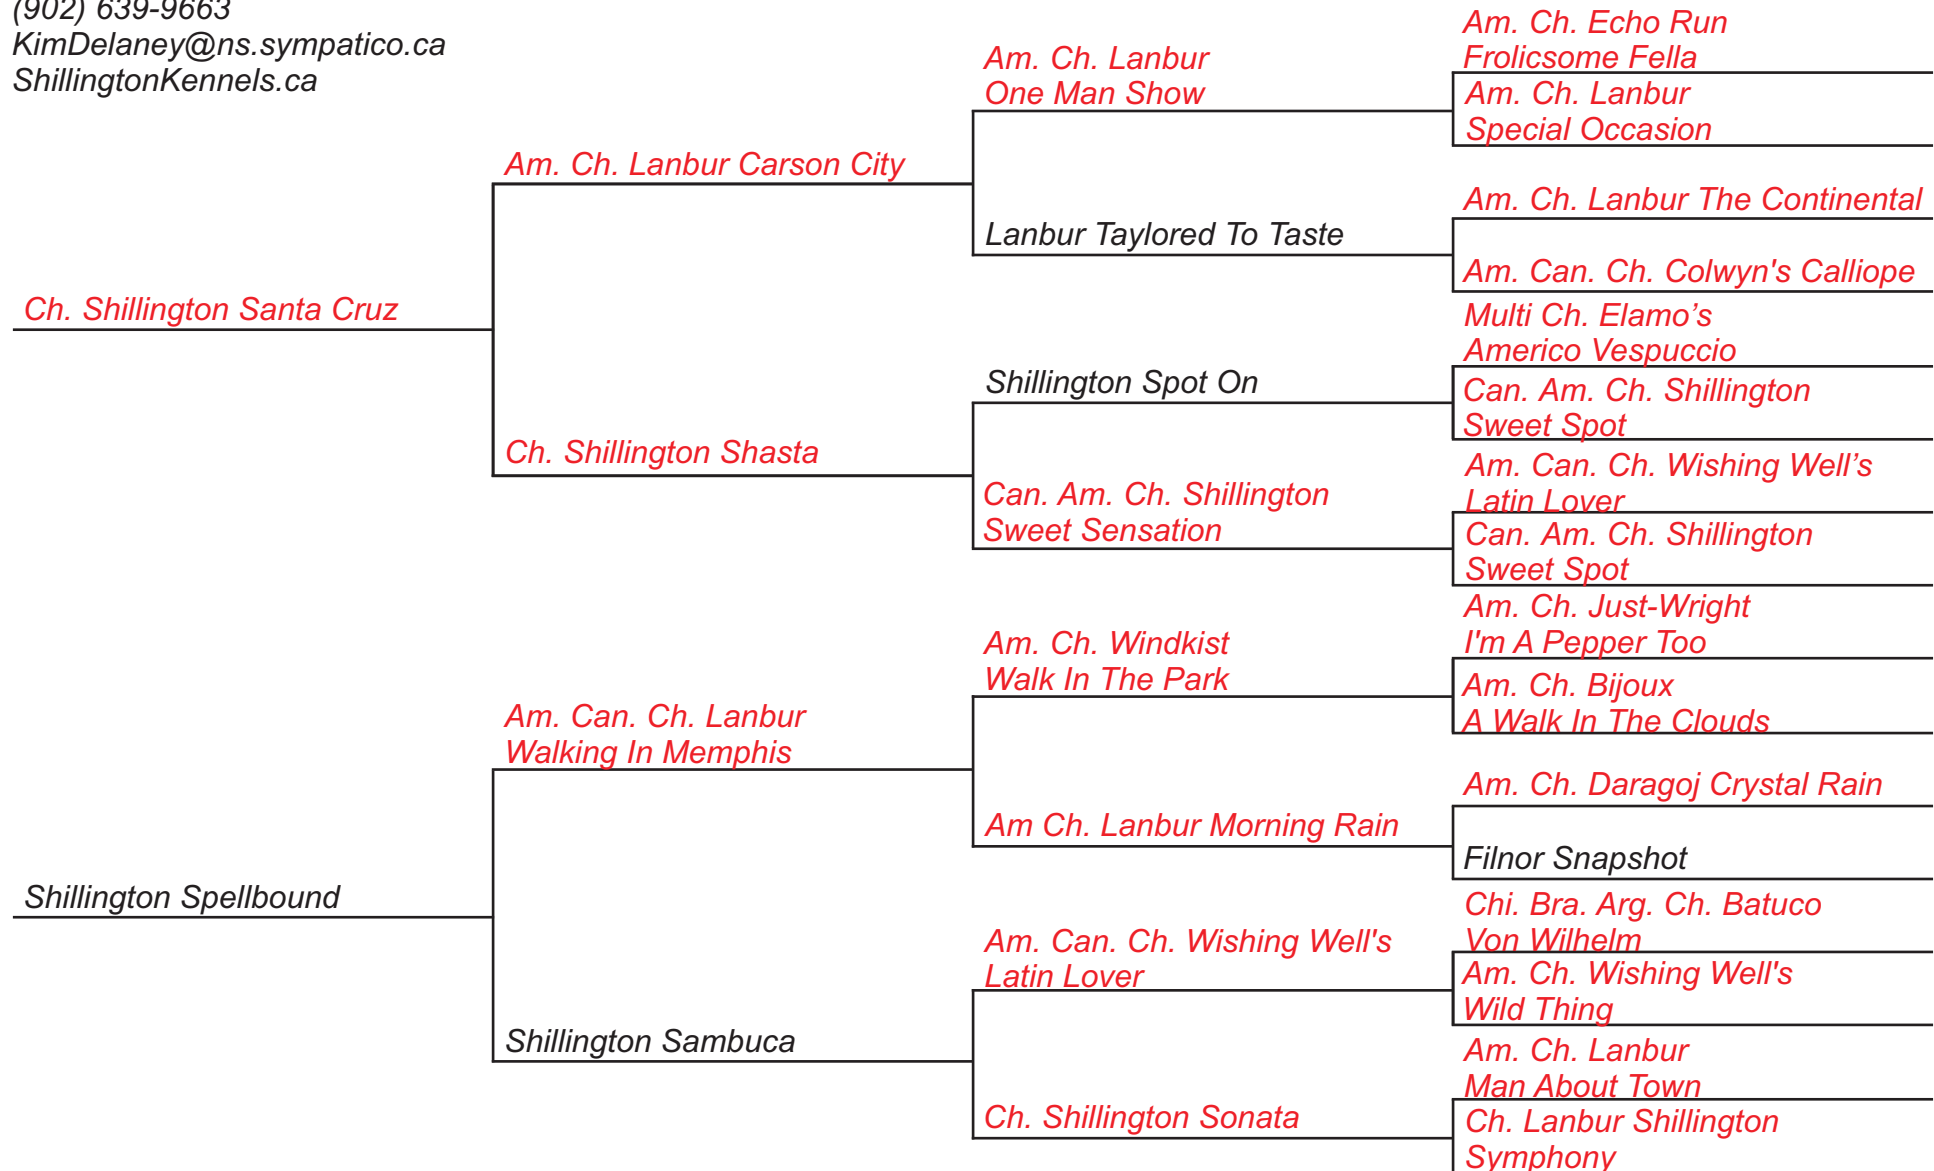 (902) 639-9663
KimDelaney@ns.sympatico.ca
ShillingtonKennels.ca
Ch. Shillington Santa Cruz
Shillington Spellbound
Am. Ch. Lanbur Carson City
Ch. Shillington Shasta
Am. Can. Ch. Lanbur
Walking In Memphis
Shillington Sambuca
Am. Ch. Lanbur
One Man Show
Lanbur Taylored To Taste
Shillington Spot On
Can. Am. Ch. Shillington
Sweet Sensation
Am. Ch. Windkist
Walk In The Park
Am Ch. Lanbur Morning Rain
Am. Can. Ch. Wishing Well's
Latin Lover
Ch. Shillington Sonata
Am. Ch. Echo Run
Frolicsome Fella
Am. Ch. Lanbur
Special Occasion
Am. Ch. Lanbur The Continental
Am. Can. Ch. Colwyn's Calliope
Multi Ch. Elamo’s
Americo Vespuccio
Can. Am. Ch. Shillington
Sweet Spot
Am. Can. Ch. Wishing Well’s
Latin Lover
Can. Am. Ch. Shillington
Sweet Spot
Am. Ch. Just-Wright
I'm A Pepper Too
Am. Ch. Bijoux
A Walk In The Clouds
Am. Ch. Daragoj Crystal Rain
Filnor Snapshot
Chi. Bra. Arg. Ch. Batuco
Von Wilhelm
Am. Ch. Wishing Well's
Wild Thing
Am. Ch. Lanbur
Man About Town
Ch. Lanbur Shillington
Symphony